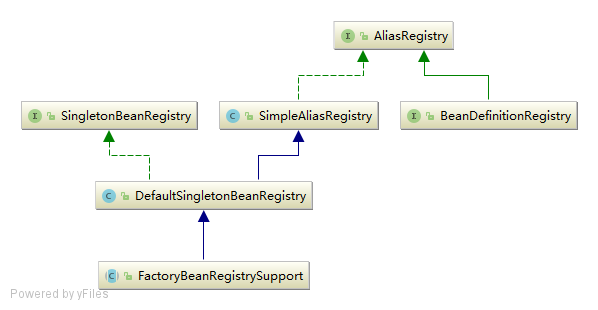 AliasRegistry
SingletonBeanRegistry
SimpleAliasRegistry
BeanDefinitionRegistry
DefaultSingletonBeanRegistry
FactoryBeanRegistrySupport
Powered by yFiles